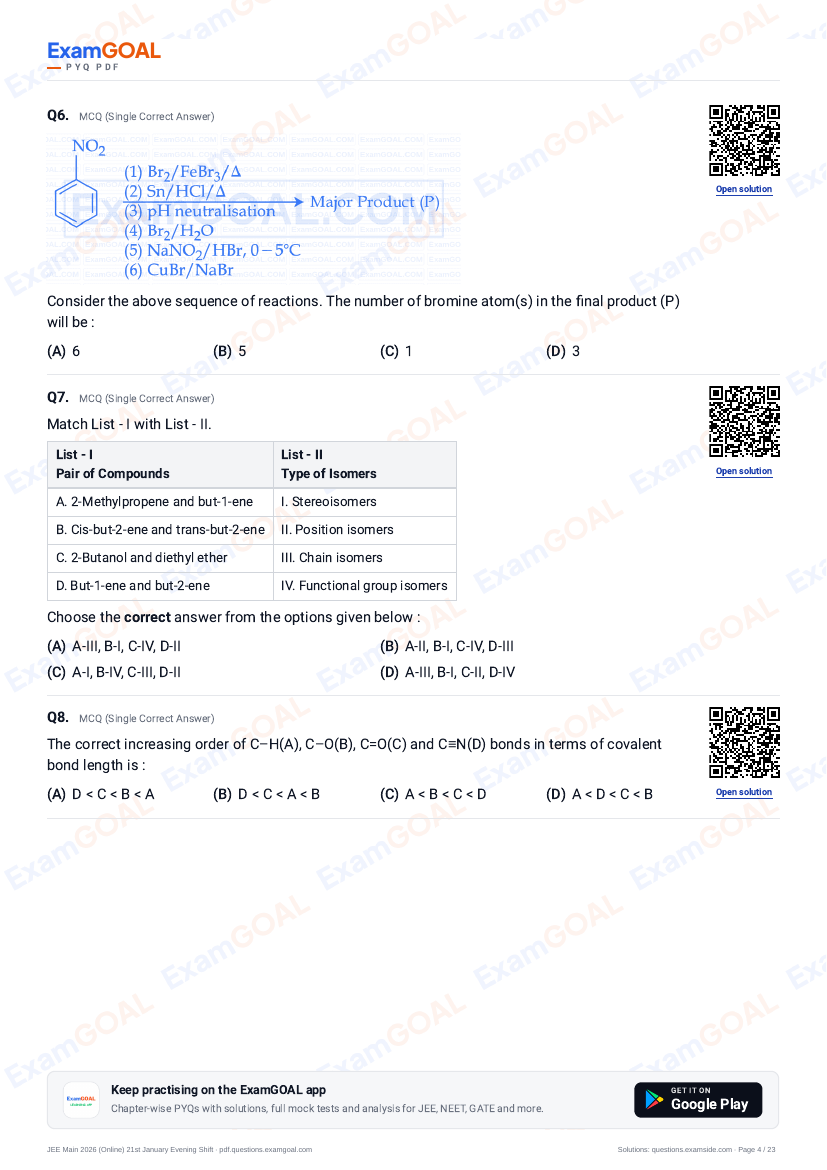 ExamGOAL
PYQ PDF
Q6. MCQ (Single Correct Answer)
Open solution
NO2
(1) Br2/FeBr3/Δ
(2) Sn/HCl/Δ
(3) pH neutralisation
(4) Br2/H2O
(5) NaNO2/HBr, 0−5°C
(6) CuBr/NaBr
Major Product (P)
Consider the above sequence of reactions. The number of bromine atom(s) in the final product (P)
will be :
(A) 6 (B) 5 (C) 1 (D) 3
Q7. MCQ (Single Correct Answer)
Open solution
Match List - I with List - II.
List - I List - II
Pair of Compounds Type of Isomers
A. 2-Methylpropene and but-1-ene I. Stereoisomers
B. Cis-but-2-ene and trans-but-2-ene II. Position isomers
C. 2-Butanol and diethyl ether III. Chain isomers
D. But-1-ene and but-2-ene IV. Functional group isomers
Choose the correct answer from the options given below :
(A) A-III, B-I, C-IV, D-II (B) A-II, B-I, C-IV, D-III
(C) A-I, B-IV, C-III, D-II (D) A-III, B-I, C-II, D-IV
Q8. MCQ (Single Correct Answer)
Open solution
The correct increasing order of C−H(A), C−O(B), C=O(C) and C≡N(D) bonds in terms of covalent
bond length is :
(A) D < C < B < A (B) D < C < A < B (C) A < B < C < D (D) A < D < C < B
Keep practising on the ExamGOAL app
Chapter-wise PYQs with solutions, full mock tests and analysis for JEE, NEET, GATE and more.
GET IT ON
Google Play
JEE Main 2026 (Online) 21st January Evening Shift · pdf.questions.examgoal.com Solutions: questions.examside.com · Page 4 / 23